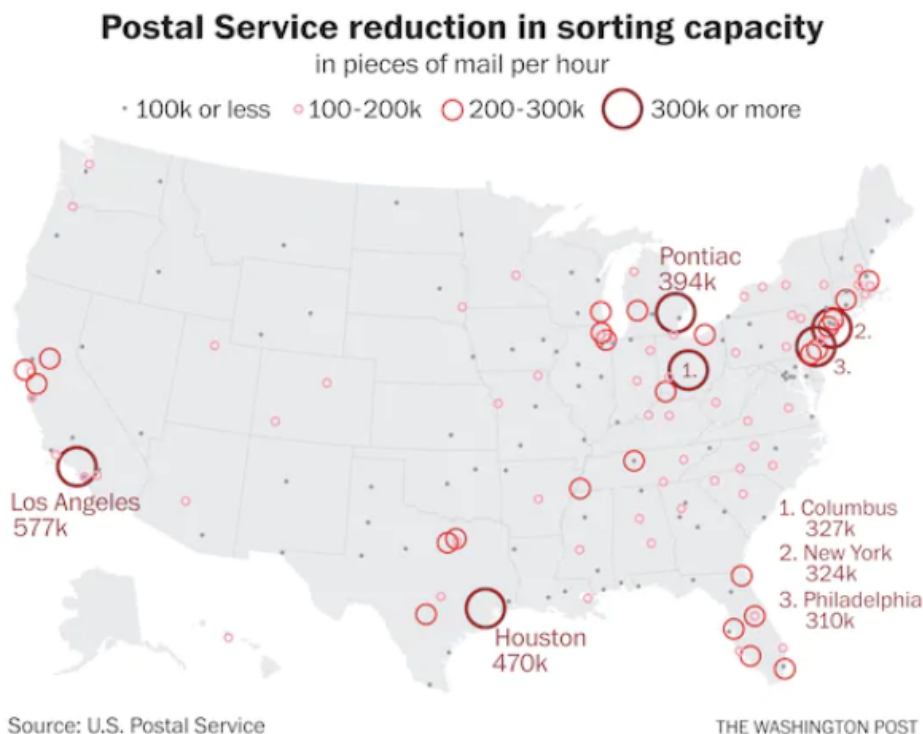 Postal Service reduction in sorting capacity
in pieces of mail per hour
100k or less 100-200k 200-300k 300k or more
Pontiac
394k
1.
2.
3.
Los Angeles
577k
Houston
470k
1. Columbus
327k
2. New York
324k
3. Philadelphia
310k
Source: U.S. Postal Service
THE WASHINGTON POST